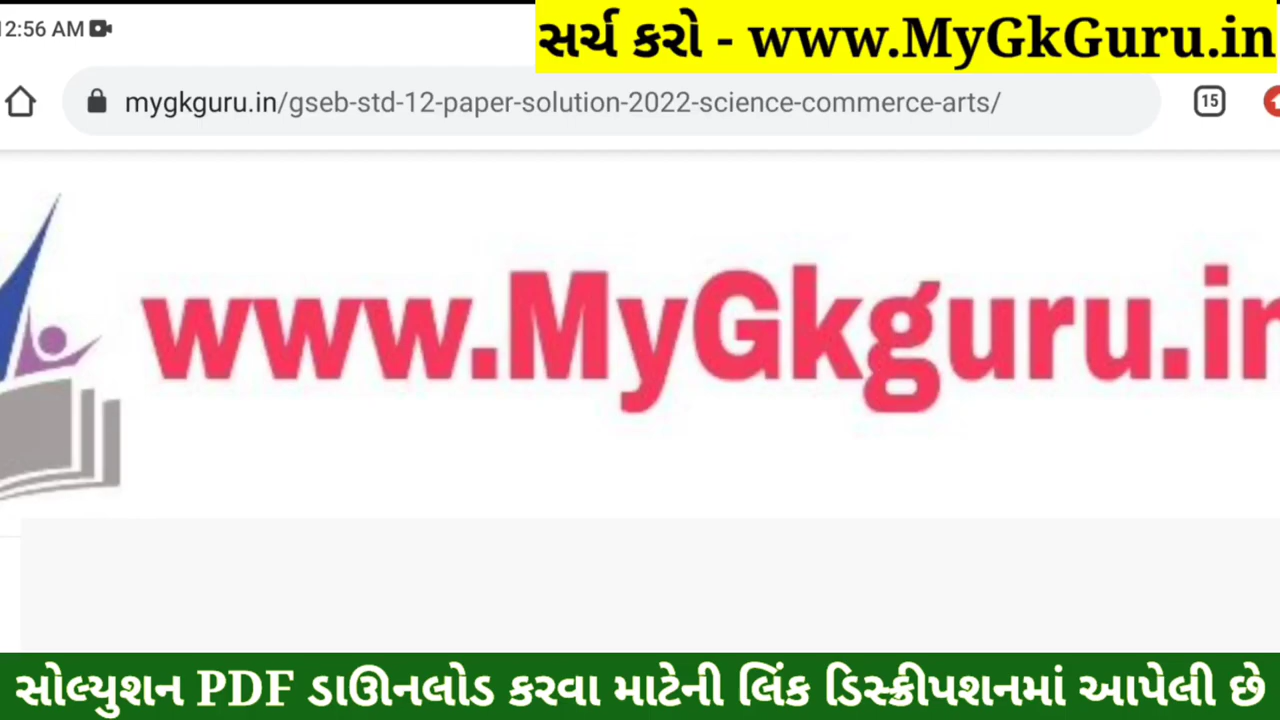 12:56 AM
સર્ચ કરો - www.MyGkGuru.in
mygkguru.in/gseb-std-12-paper-solution-2022-science-commerce-arts/
15
www.MyGkguru.in
સોલ્યુશન PDF ડાઊનલોડ કરવા માટેની લિંક ડિસ્ક્રીપશનમાં આપેલી છે